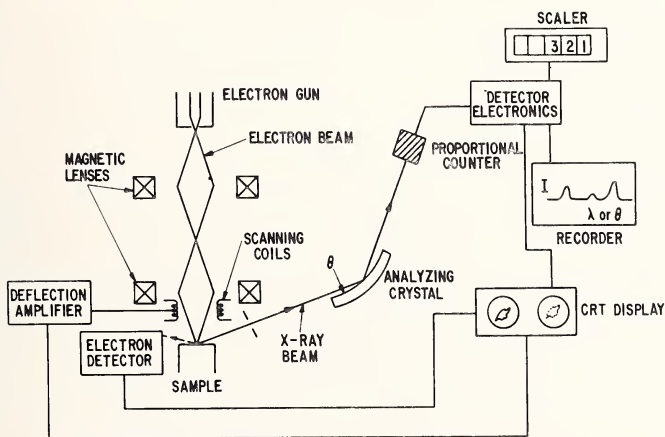 SCALER
3 2 1
ELECTRON GUN
DETECTOR
ELECTRONICS
ELECTRON BEAM
PROPORTIONAL
COUNTER
MAGNETIC
LENSES
I
λ or θ
RECORDER
SCANNING
COILS
θ
ANALYZING
CRYSTAL
DEFLECTION
AMPLIFIER
CRT DISPLAY
X-RAY
BEAM
ELECTRON
DETECTOR
SAMPLE